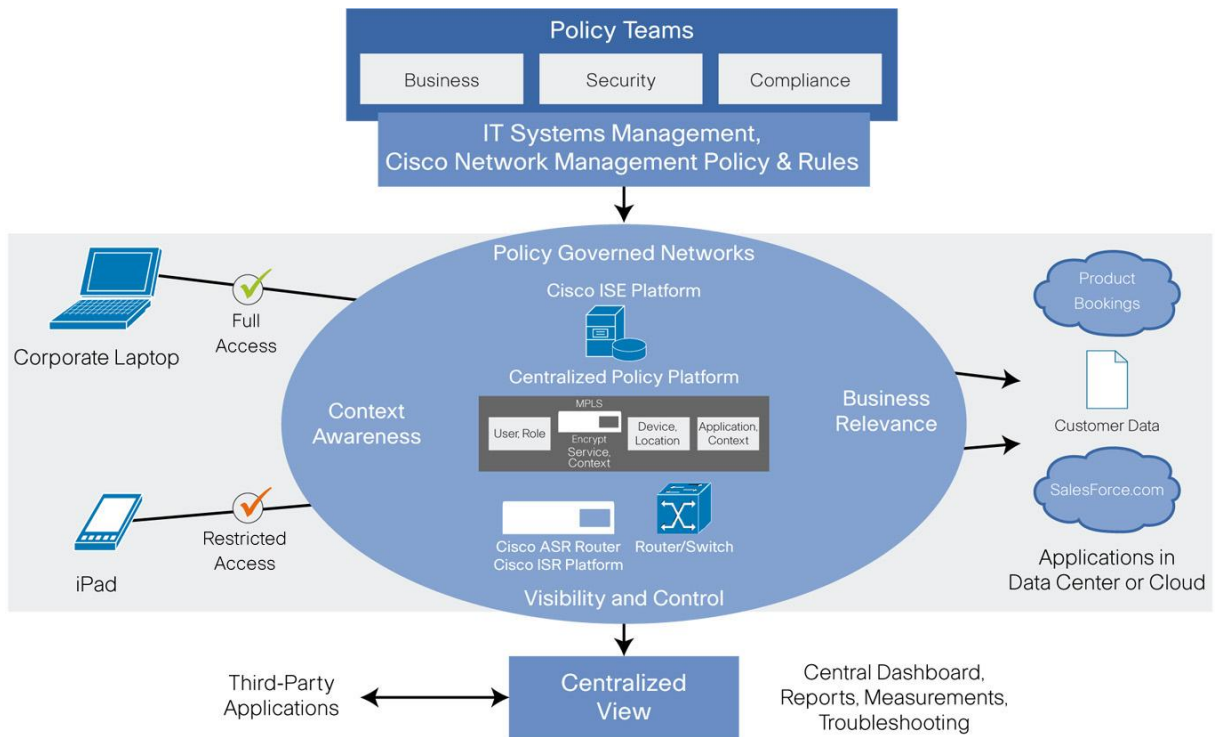 Policy Teams
Business
Security
Compliance
IT Systems Management,
Cisco Network Management Policy & Rules
Policy Governed Networks
Cisco ISE Platform
Centralized Policy Platform
Full
Access
Corporate Laptop
Context
Awareness
MPLS
User, Role
Encrypt
Service,
Context
Device,
Location
Application,
Context
Business
Relevance
Product
Bookings
Customer Data
SalesForce.com
Applications in
Data Center or Cloud
Restricted
Access
iPad
Cisco ASR Router
Cisco ISR Platform
Router/Switch
Visibility and Control
Third-Party
Applications
Centralized
View
Central Dashboard,
Reports, Measurements,
Troubleshooting